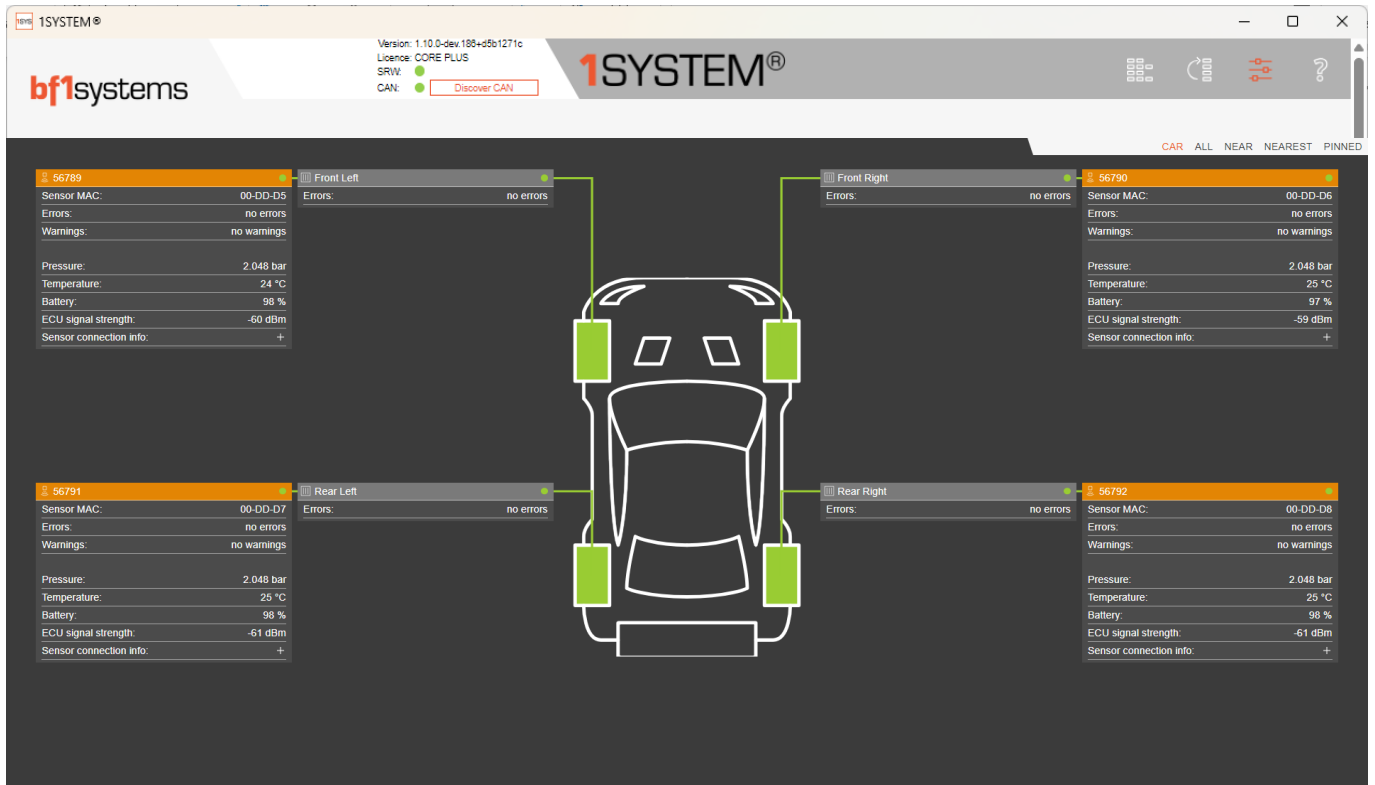 1SYS 1SYSTEM®
bf1systems
Version: 1.10.0-dev.186+d5b1271c
Licence: CORE PLUS
SRW:
CAN: Discover CAN
1SYSTEM®
?
CAR ALL NEAR NEAREST PINNED
56789
Sensor MAC: 00-DD-D5
Errors: no errors
Warnings: no warnings
Pressure: 2.048 bar
Temperature: 24 °C
Battery: 98 %
ECU signal strength: -60 dBm
Sensor connection info: +
Front Left
Errors: no errors
Front Right
Errors: no errors
56790
Sensor MAC: 00-DD-D6
Errors: no errors
Warnings: no warnings
Pressure: 2.048 bar
Temperature: 25 °C
Battery: 97 %
ECU signal strength: -59 dBm
Sensor connection info: +
56791
Sensor MAC: 00-DD-D7
Errors: no errors
Warnings: no warnings
Pressure: 2.048 bar
Temperature: 25 °C
Battery: 98 %
ECU signal strength: -61 dBm
Sensor connection info: +
Rear Left
Errors: no errors
Rear Right
Errors: no errors
56792
Sensor MAC: 00-DD-D8
Errors: no errors
Warnings: no warnings
Pressure: 2.048 bar
Temperature: 25 °C
Battery: 98 %
ECU signal strength: -61 dBm
Sensor connection info: +